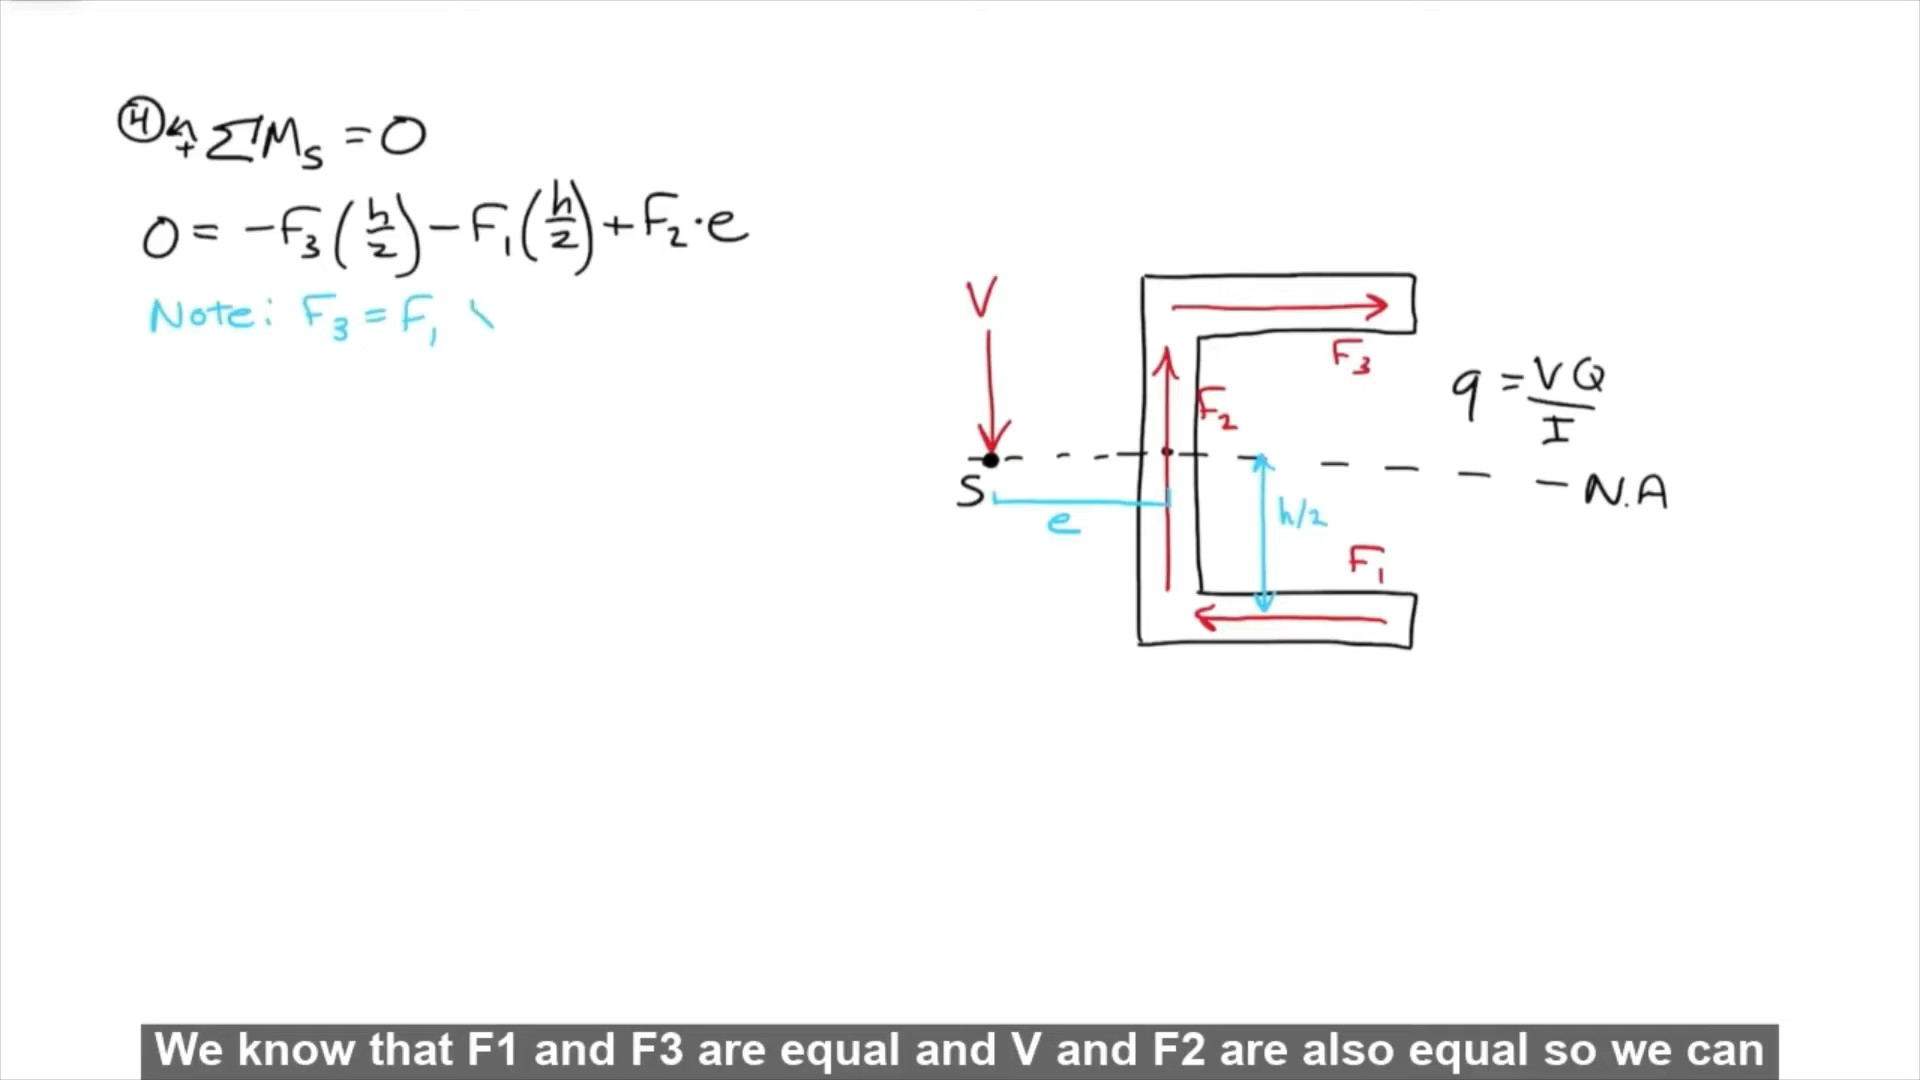 ④ ↰+ ΣM_S = 0
0 = -F₃(h/2) - F₁(h/2) + F₂·e
Note: F₃ = F₁ \
V
F₃
F₂
q = VQ/I
S
e
h/2
N.A
F₁
We know that F1 and F3 are equal and V and F2 are also equal so we can